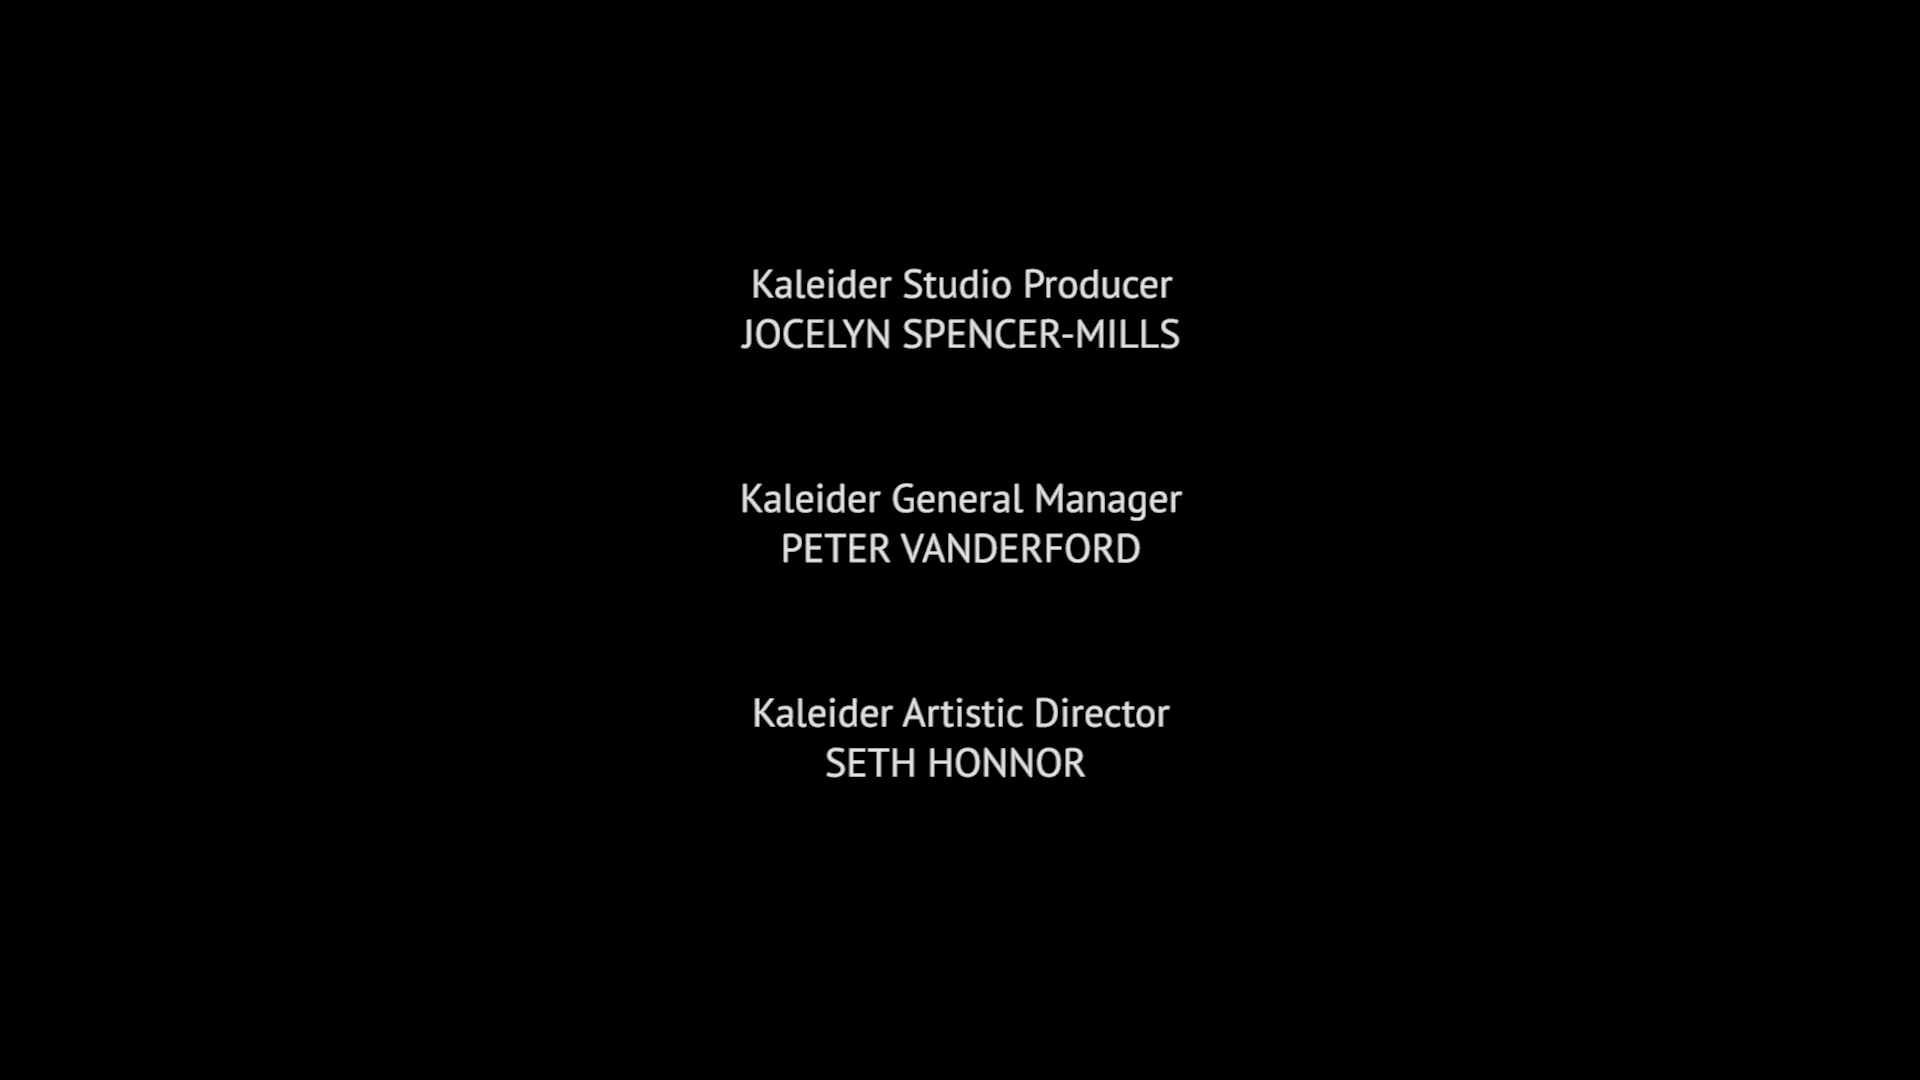 Kaleider Studio Producer
JOCELYN SPENCER-MILLS
Kaleider General Manager
PETER VANDERFORD
Kaleider Artistic Director
SETH HONNOR